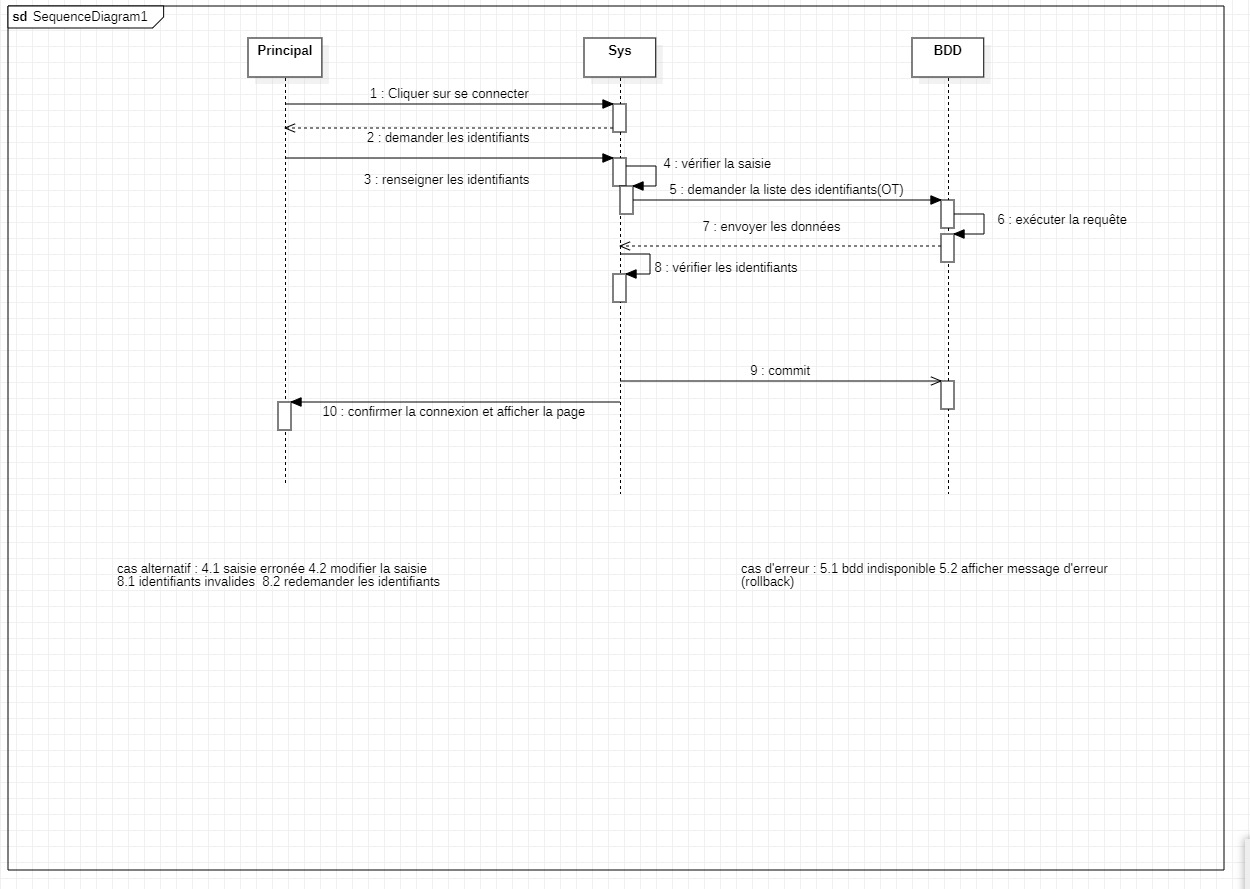 sd SequenceDiagram1
Principal
Sys
BDD
1 : Cliquer sur se connecter
2 : demander les identifiants
3 : renseigner les identifiants
4 : vérifier la saisie
5 : demander la liste des identifiants(OT)
6 : exécuter la requête
7 : envoyer les données
8 : vérifier les identifiants
9 : commit
10 : confirmer la connexion et afficher la page
cas alternatif : 4.1 saisie erronée 4.2 modifier la saisie
8.1 identifiants invalides  8.2 redemander les identifiants
cas d'erreur : 5.1 bdd indisponible 5.2 afficher message d'erreur
(rollback)